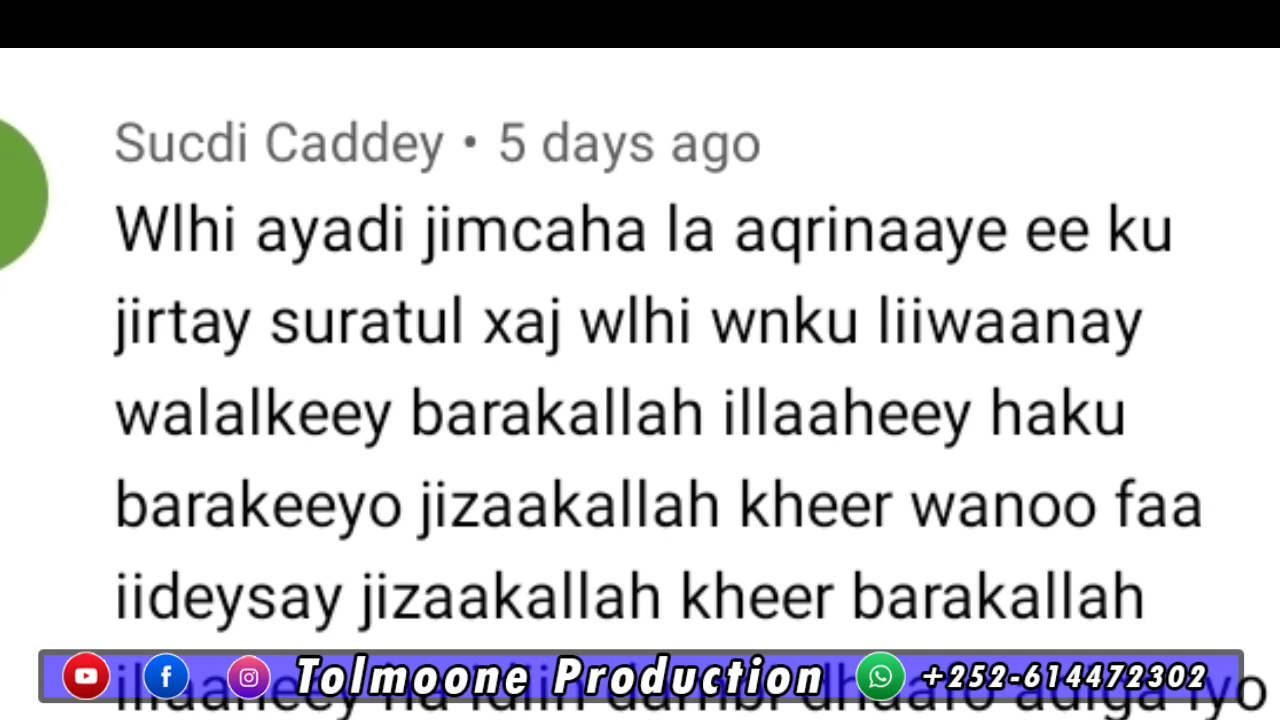 Sucdi Caddey • 5 days ago
Wlhi ayadi jimcaha la aqrinaaye ee ku
jirtay suratul xaj wlhi wnku liiwaanay
walalkeey barakallah illaaheey haku
barakeeyo jizaakallah kheer wanoo faa
iideysay jizaakallah kheer barakallah
Tolmoone Production +252-614472302